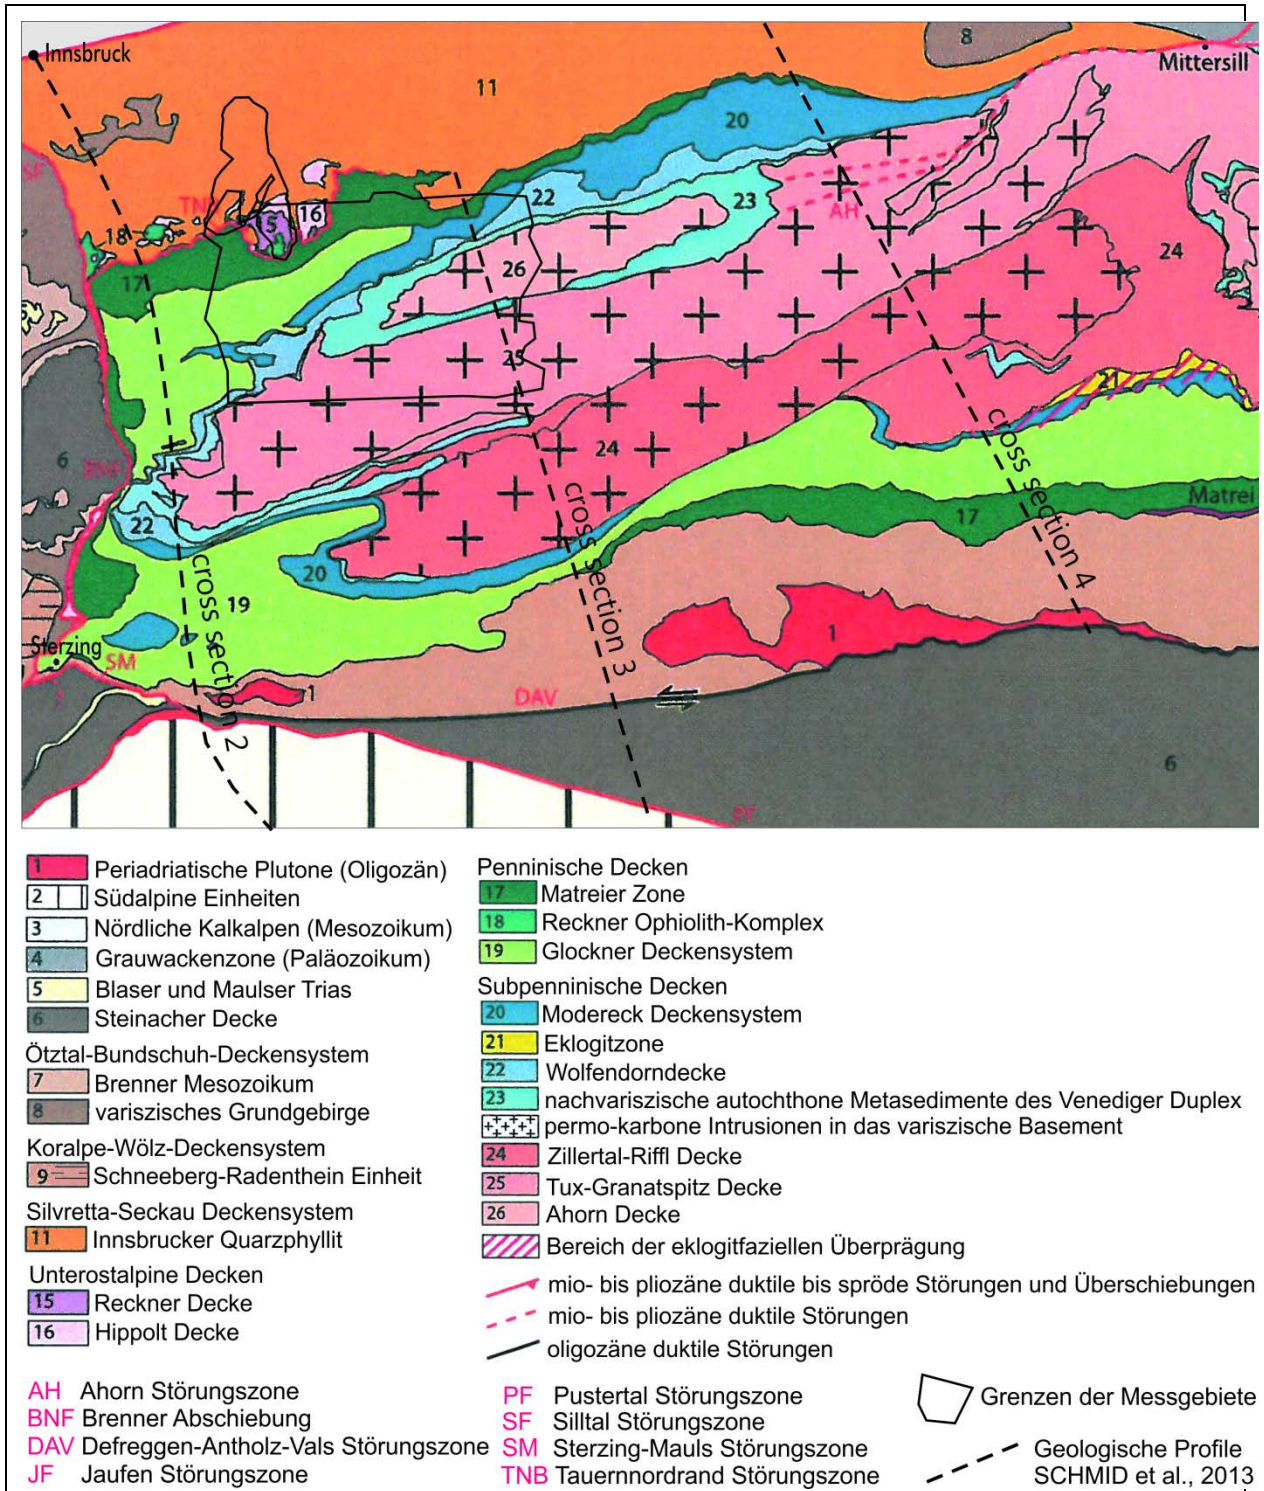 Innsbruck
8
Mittersill
11
20
SF
TNB
22
23
AH
15
16
18
26
24
17
25
21
6
BNF
24
cross section 4
Matrei
22
17
cross section 3
20
cross section 2
19
Sterzing
SM
1
1
DAV
6
PF
1 Periadriatische Plutone (Oligozän)
2 Südalpine Einheiten
3 Nördliche Kalkalpen (Mesozoikum)
4 Grauwackenzone (Paläozoikum)
5 Blaser und Maulser Trias
6 Steinacher Decke
Ötztal-Bundschuh-Deckensystem
7 Brenner Mesozoikum
8 variszisches Grundgebirge
Koralpe-Wölz-Deckensystem
9 Schneeberg-Radenthein Einheit
Silvretta-Seckau Deckensystem
11 Innsbrucker Quarzphyllit
Unterostalpine Decken
15 Reckner Decke
16 Hippolt Decke
Penninische Decken
17 Matreier Zone
18 Reckner Ophiolith-Komplex
19 Glockner Deckensystem
Subpenninische Decken
20 Modereck Deckensystem
21 Eklogitzone
22 Wolfendorndecke
23 nachvariszische autochthone Metasedimente des Venediger Duplex
permo-karbone Intrusionen in das variszische Basement
24 Zillertal-Riffl Decke
25 Tux-Granatspitz Decke
26 Ahorn Decke
Bereich der eklogitfaziellen Überprägung
mio- bis pliozäne duktile bis spröde Störungen und Überschiebungen
mio- bis pliozäne duktile Störungen
oligozäne duktile Störungen
AH Ahorn Störungszone
BNF Brenner Abschiebung
DAV Defreggen-Antholz-Vals Störungszone
JF Jaufen Störungszone
PF Pustertal Störungszone
SF Silltal Störungszone
SM Sterzing-Mauls Störungszone
TNB Tauernnordrand Störungszone
Grenzen der Messgebiete
Geologische Profile
SCHMID et al., 2013